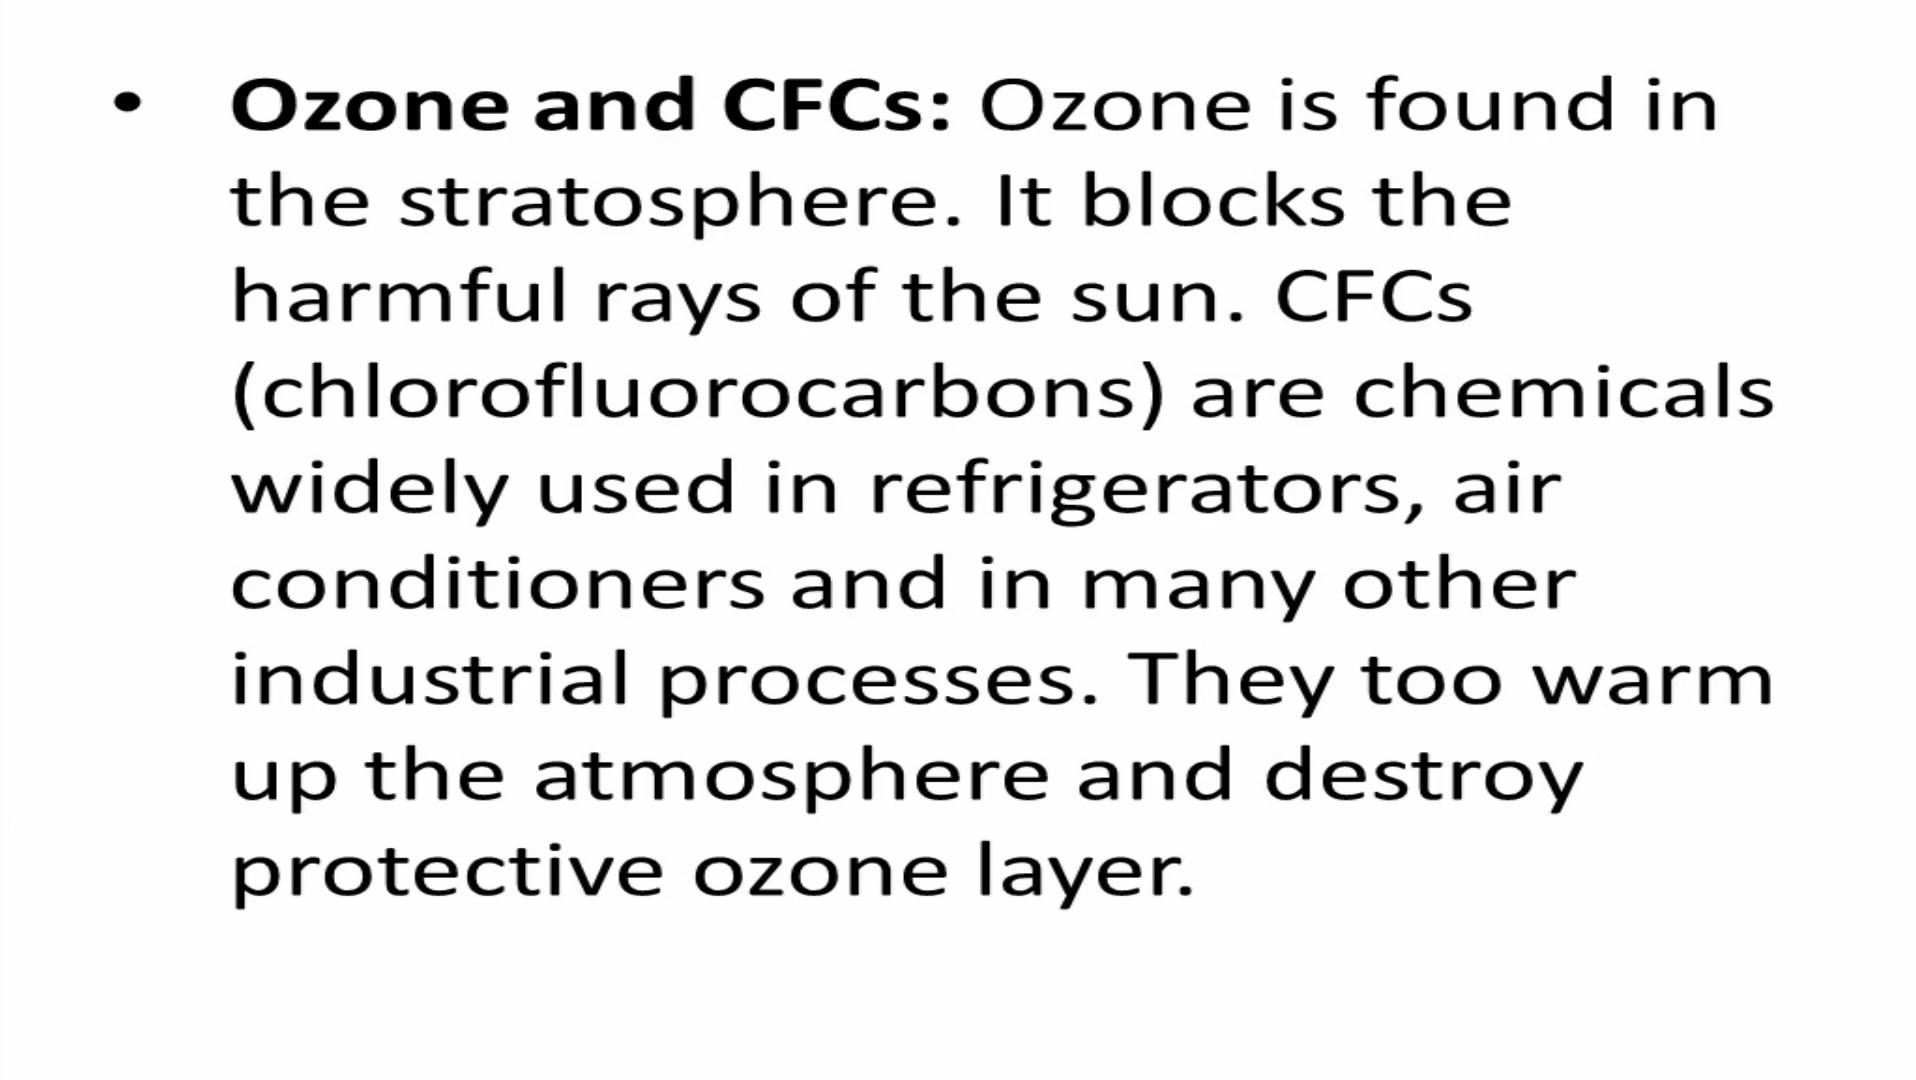 • Ozone and CFCs: Ozone is found in
the stratosphere. It blocks the
harmful rays of the sun. CFCs
(chlorofluorocarbons) are chemicals
widely used in refrigerators, air
conditioners and in many other
industrial processes. They too warm
up the atmosphere and destroy
protective ozone layer.